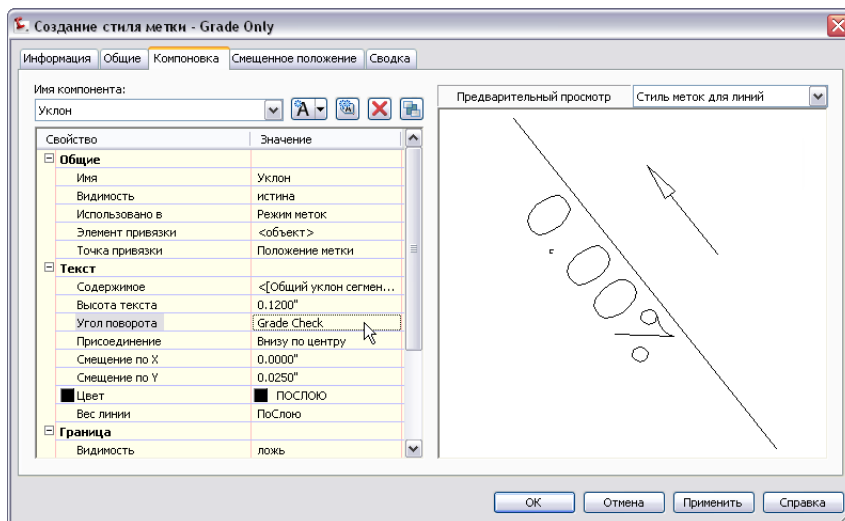 Создание стиля метки - Grade Only
Информация Общие Компоновка Смещенное положение Сводка
Имя компонента:
Уклон
Предварительный просмотр Стиль меток для линий
Свойство Значение
Общие
Имя Уклон
Видимость истина
Использовано в Режим меток
Элемент привязки <объект>
Точка привязки Положение метки
Текст
Содержимое <[Общий уклон сегмен...
Высота текста 0.1200"
Угол поворота Grade Check
Присоединение Внизу по центру
Смещение по X 0.0000"
Смещение по Y 0.0250"
Цвет ПОСЛОЮ
Вес линии ПоСлою
Граница
Видимость ложь
0.00%
ОК Отмена Применить Справка